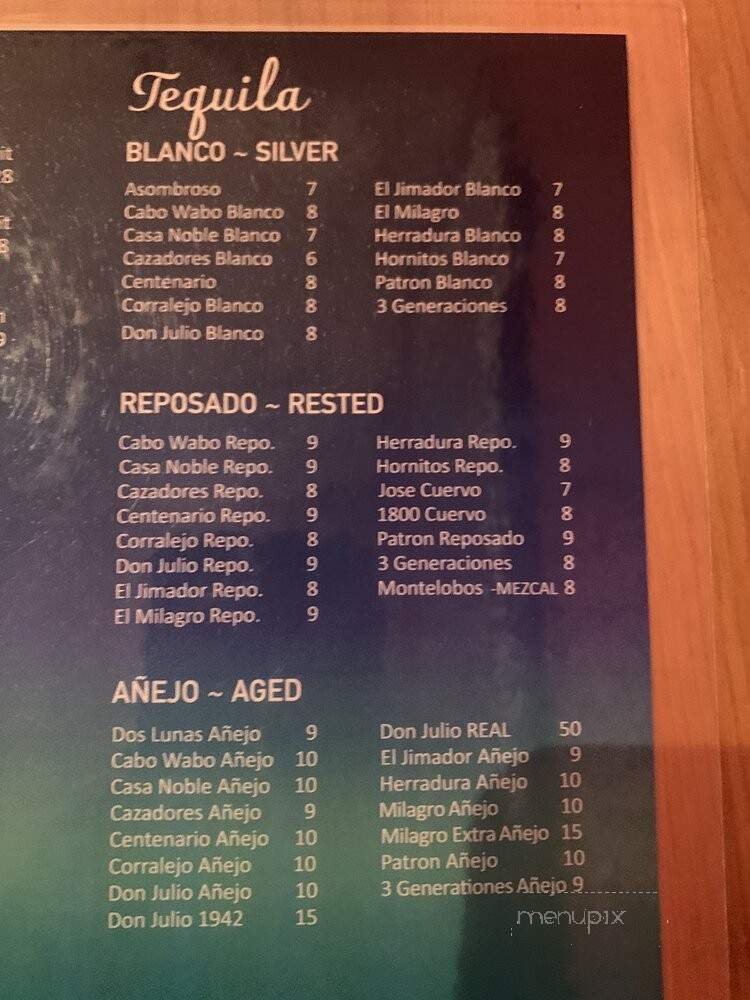 Tequila
BLANCO ~ SILVER
Asombroso 7
Cabo Wabo Blanco 8
Casa Noble Blanco 7
Cazadores Blanco 6
Centenario 8
Corralejo Blanco 8
Don Julio Blanco 8
El Jimador Blanco 7
El Milagro 8
Herradura Blanco 8
Hornitos Blanco 7
Patron Blanco 8
3 Generaciones 8
REPOSADO ~ RESTED
Cabo Wabo Repo. 9
Casa Noble Repo. 9
Cazadores Repo. 8
Centenario Repo. 9
Corralejo Repo. 8
Don Julio Repo. 9
El Jimador Repo. 8
El Milagro Repo. 9
Herradura Repo. 9
Hornitos Repo. 8
Jose Cuervo 7
1800 Cuervo 8
Patron Reposado 9
3 Generaciones 8
Montelobos -MEZCAL 8
AÑEJO ~ AGED
Dos Lunas Añejo 9
Cabo Wabo Añejo 10
Casa Noble Añejo 10
Cazadores Añejo 9
Centenario Añejo 10
Corralejo Añejo 10
Don Julio Añejo 10
Don Julio 1942 15
Don Julio REAL 50
El Jimador Añejo 9
Herradura Añejo 10
Milagro Añejo 10
Milagro Extra Añejo 15
Patron Añejo 10
3 Generationes Añejo 9
menupix